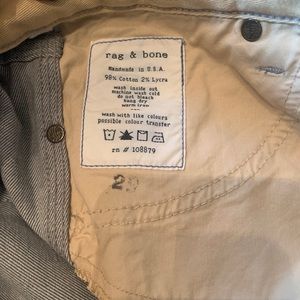 rag & bone
Handmade in U.S.A.
98% Cotton 2% Lycra
wash inside out
machine wash cold
do not bleach
hang dry
warm iron
wash with like colours
possible colour transfer
rn # 108879
29